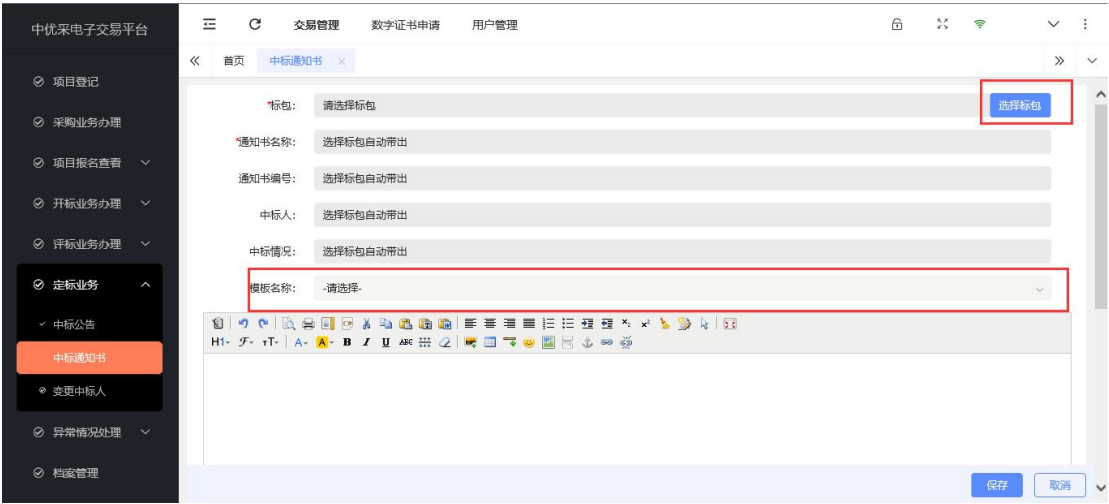 中优采电子交易平台
交易管理 数字证书申请 用户管理
首页 中标通知书 ×
项目登记
采购业务办理
项目报名查看
开标业务办理
评标业务办理
定标业务
中标公告
中标通知书
变更中标人
异常情况处理
档案管理
*标包: 请选择标包 选择标包
*通知书名称: 选择标包自动带出
通知书编号: 选择标包自动带出
中标人: 选择标包自动带出
中标情况: 选择标包自动带出
模板名称: -请选择-
H1 F TT A A B I U ABC
保存 取消